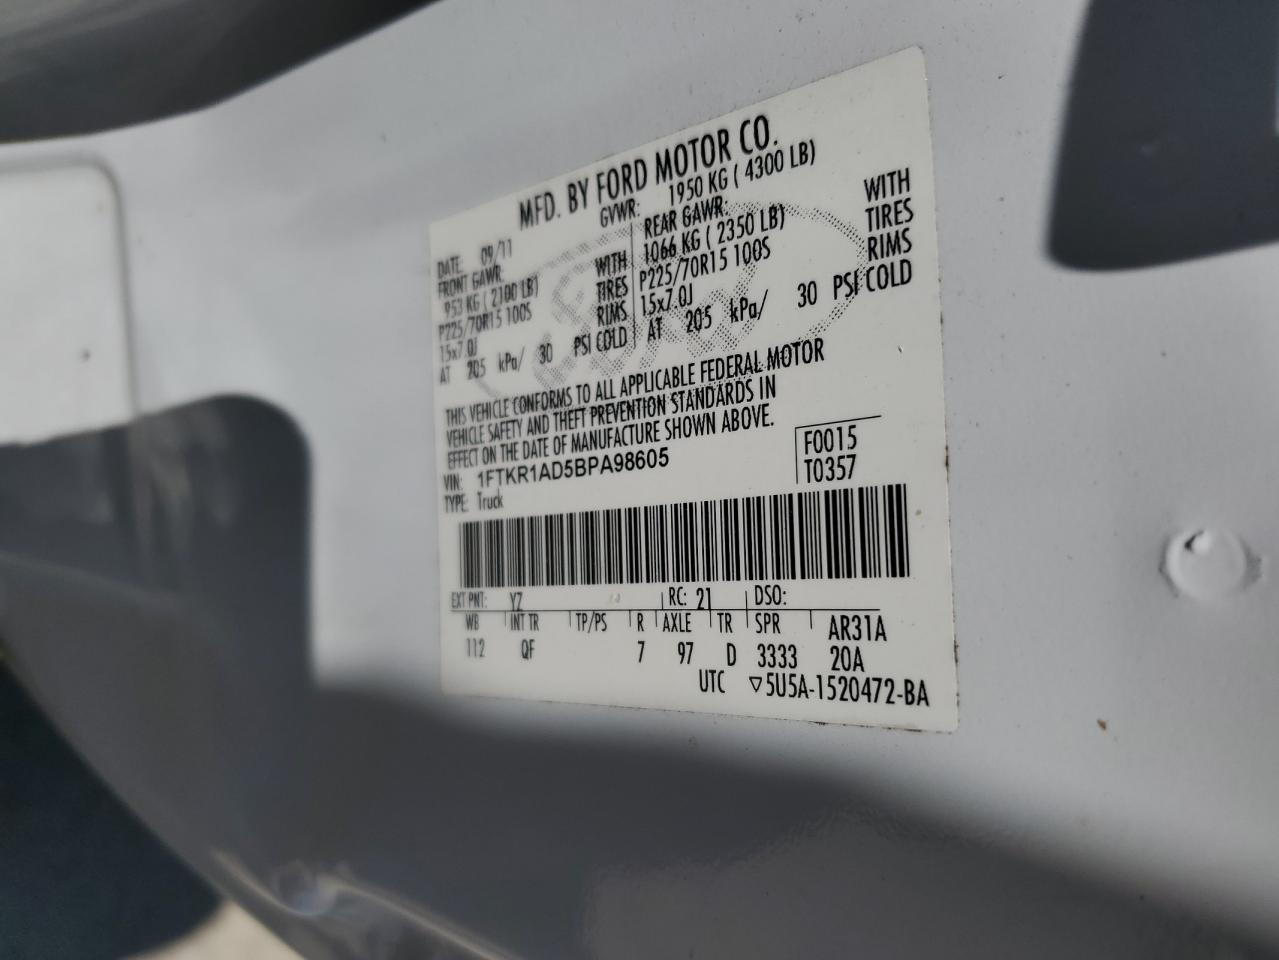 MFD. BY FORD MOTOR CO.
DATE: 09/11 GVWR: 1950 KG ( 4300 LB)
FRONT GAWR: REAR GAWR:
953 KG ( 2100 LB) WITH 1066 KG ( 2350 LB) WITH
P225/70R15 100S TIRES P225/70R15 100S TIRES
15x7.0J RIMS 15x7.0J RIMS
AT 205 kPa/ 30 PSI COLD AT 205 kPa/ 30 PSI COLD
THIS VEHICLE CONFORMS TO ALL APPLICABLE FEDERAL MOTOR
VEHICLE SAFETY AND THEFT PREVENTION STANDARDS IN
EFFECT ON THE DATE OF MANUFACTURE SHOWN ABOVE.
VIN: 1FTKR1AD5BPA98605 F0015
TYPE: Truck T0357
EXT PNT: YZ RC: 21 DSO:
WB INT TR TP/PS R AXLE TR SPR AR31A
112 QF 7 97 D 3333 20A
UTC ▽5U5A-1520472-BA